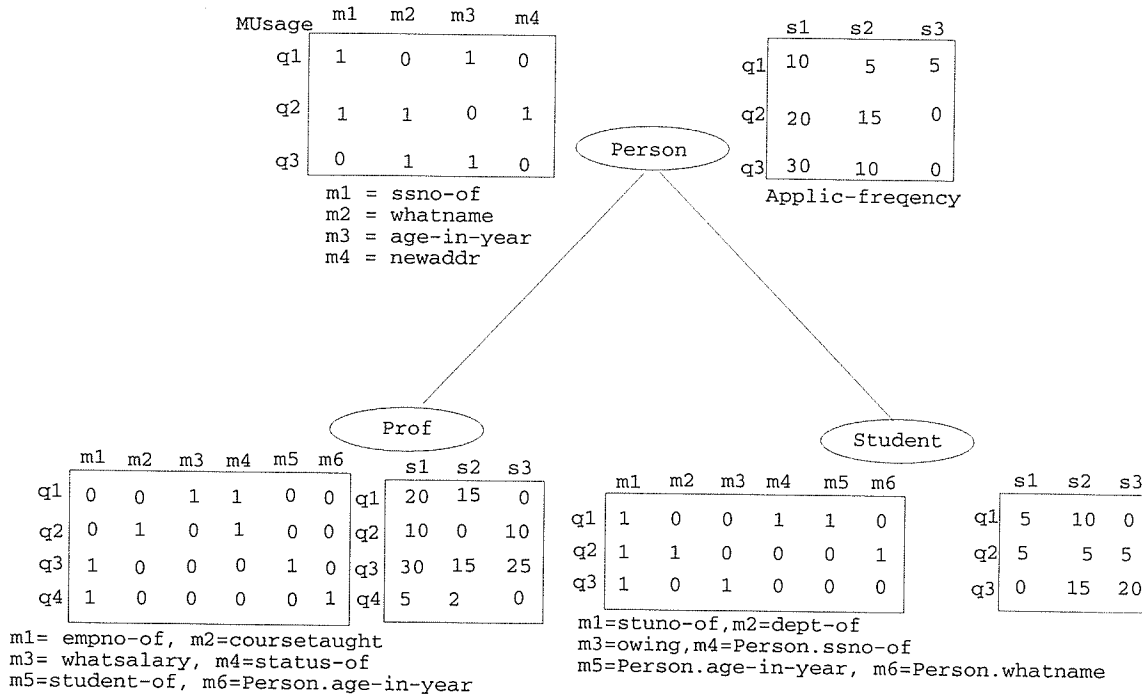 MUsage m1 m2 m3 m4
q1 1 0 1 0
q2 1 1 0 1
q3 0 1 1 0
m1 = ssno-of
m2 = whatname
m3 = age-in-year
m4 = newaddr
Person
s1 s2 s3
q1 10 5 5
q2 20 15 0
q3 30 10 0
Applic-freqency
Prof
m1 m2 m3 m4 m5 m6
q1 0 0 1 1 0 0
q2 0 1 0 1 0 0
q3 1 0 0 0 1 0
q4 1 0 0 0 0 1
s1 s2 s3
q1 20 15 0
q2 10 0 10
q3 30 15 25
q4 5 2 0
m1= empno-of, m2=coursetaught
m3= whatsalary, m4=status-of
m5=student-of, m6=Person.age-in-year
Student
m1 m2 m3 m4 m5 m6
q1 1 0 0 1 1 0
q2 1 1 0 0 0 1
q3 1 0 1 0 0 0
s1 s2 s3
q1 5 10 0
q2 5 5 5
q3 0 15 20
m1=stuno-of,m2=dept-of
m3=owing,m4=Person.ssno-of
m5=Person.age-in-year, m6=Person.whatname